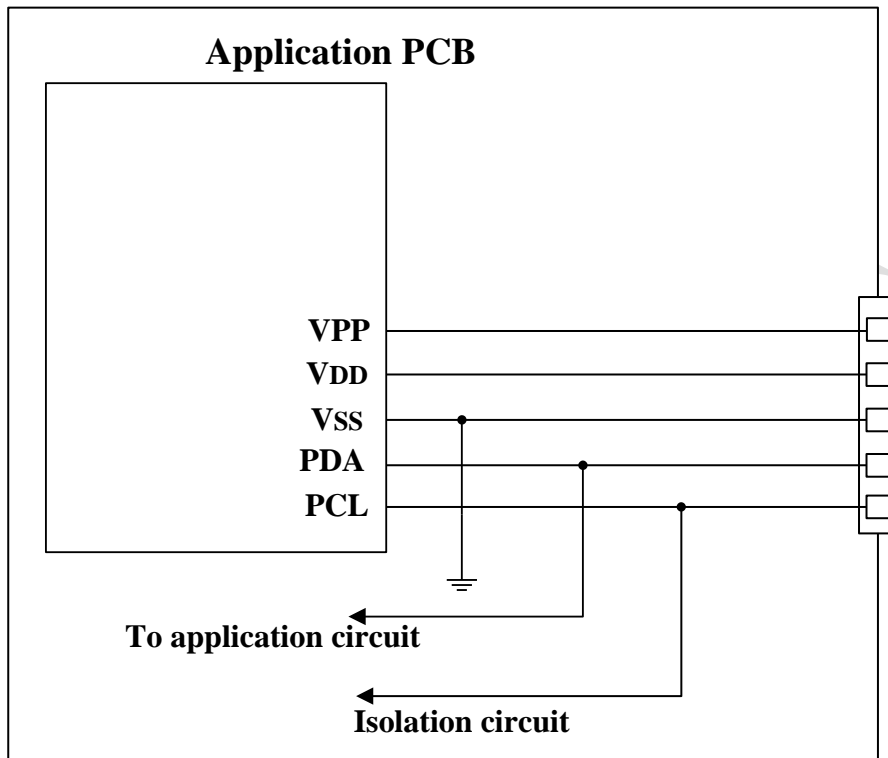 Application PCB
VPP
VDD
VSS
PDA
PCL
To application circuit
Isolation circuit